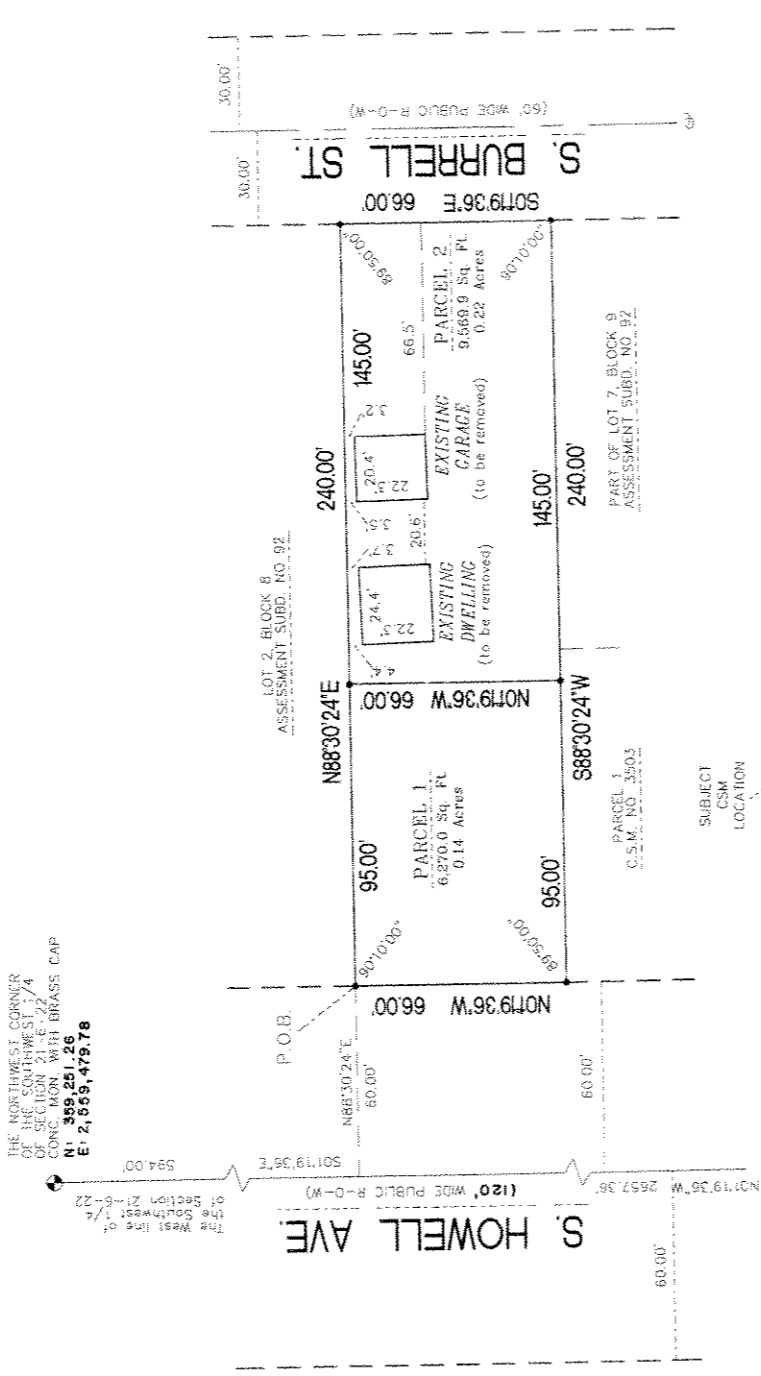 THE NORTHWEST CORNER
OF THE SOUTHWEST 1/4
OF SECTION 21-6-22
CONC. MON. WITH BRASS CAP
N: 359,251.26
E: 2,559,479.78
The West line of
the Southwest 1/4
of Section 21-6-22
594.00'
S01°19'36"E
S. HOWELL AVE.
(120' WIDE PUBLIC R-O-W)
N01°19'36"W 2657.36'
60.00'
60.00'
N88°30'24"E
60.00'
P.O.B.
N01°19'36"W 66.00'
90°10'00"
89°50'00"
95.00'
PARCEL 1
6,270.0 Sq. Ft.
0.14 Acres
95.00'
N88°30'24"E
240.00'
LOT 2, BLOCK 8
ASSESSMENT SUBD. NO 92
N01°19'36"W 66.00'
S88°30'24"W
240.00'
PARCEL 1
C.S.M. NO. 3503
SUBJECT
CSM
LOCATION
4.4'
24.4'
22.3'
EXISTING
DWELLING
(to be removed)
3.7'
3.5'
20.6'
20.4'
22.3'
EXISTING
GARAGE
(to be removed)
3.2'
145.00'
66.5'
PARCEL 2
9,569.9 Sq. Ft.
0.22 Acres
145.00'
89°50'00"
90°10'00"
PART OF LOT 7, BLOCK 9
ASSESSMENT SUBD. NO 92
S01°19'36"E 66.00'
S. BURRELL ST.
(60' WIDE PUBLIC R-O-W)
30.00'
30.00'